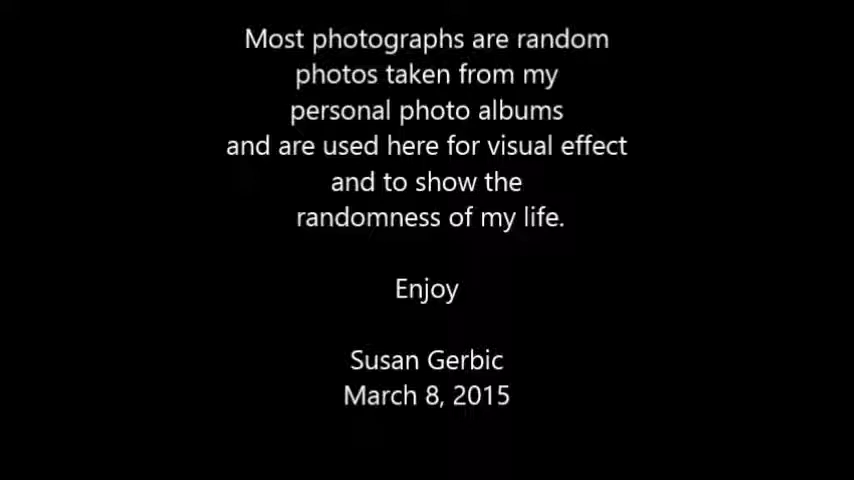 Most photographs are random
photos taken from my
personal photo albums
and are used here for visual effect
and to show the
randomness of my life.
Enjoy
Susan Gerbic
March 8, 2015